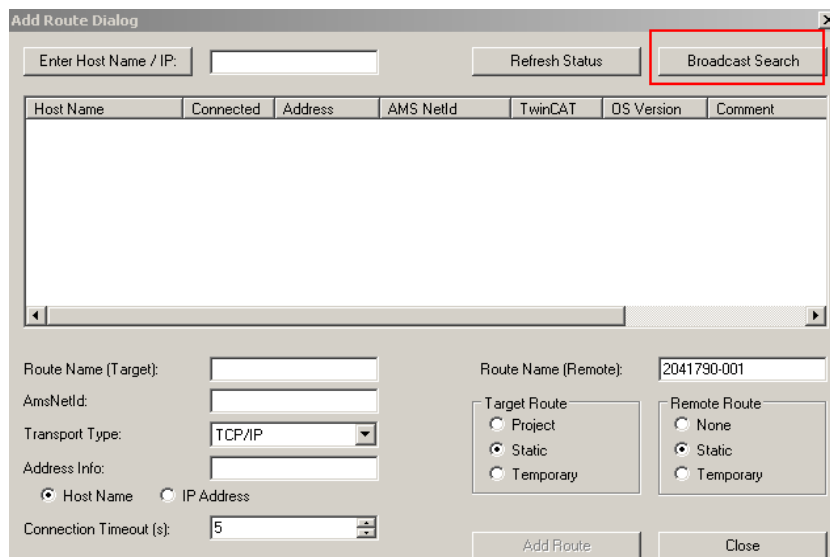 Add Route Dialog
Enter Host Name / IP: Refresh Status Broadcast Search
Host Name Connected Address AMS NetId TwinCAT OS Version Comment
Route Name (Target): Route Name (Remote): 2041790-001
AmsNetId: Target Route Remote Route
Project None
Transport Type: TCP/IP
Static Static
Address Info:
Temporary Temporary
Host Name IP Address
Connection Timeout (s): 5
Add Route Close